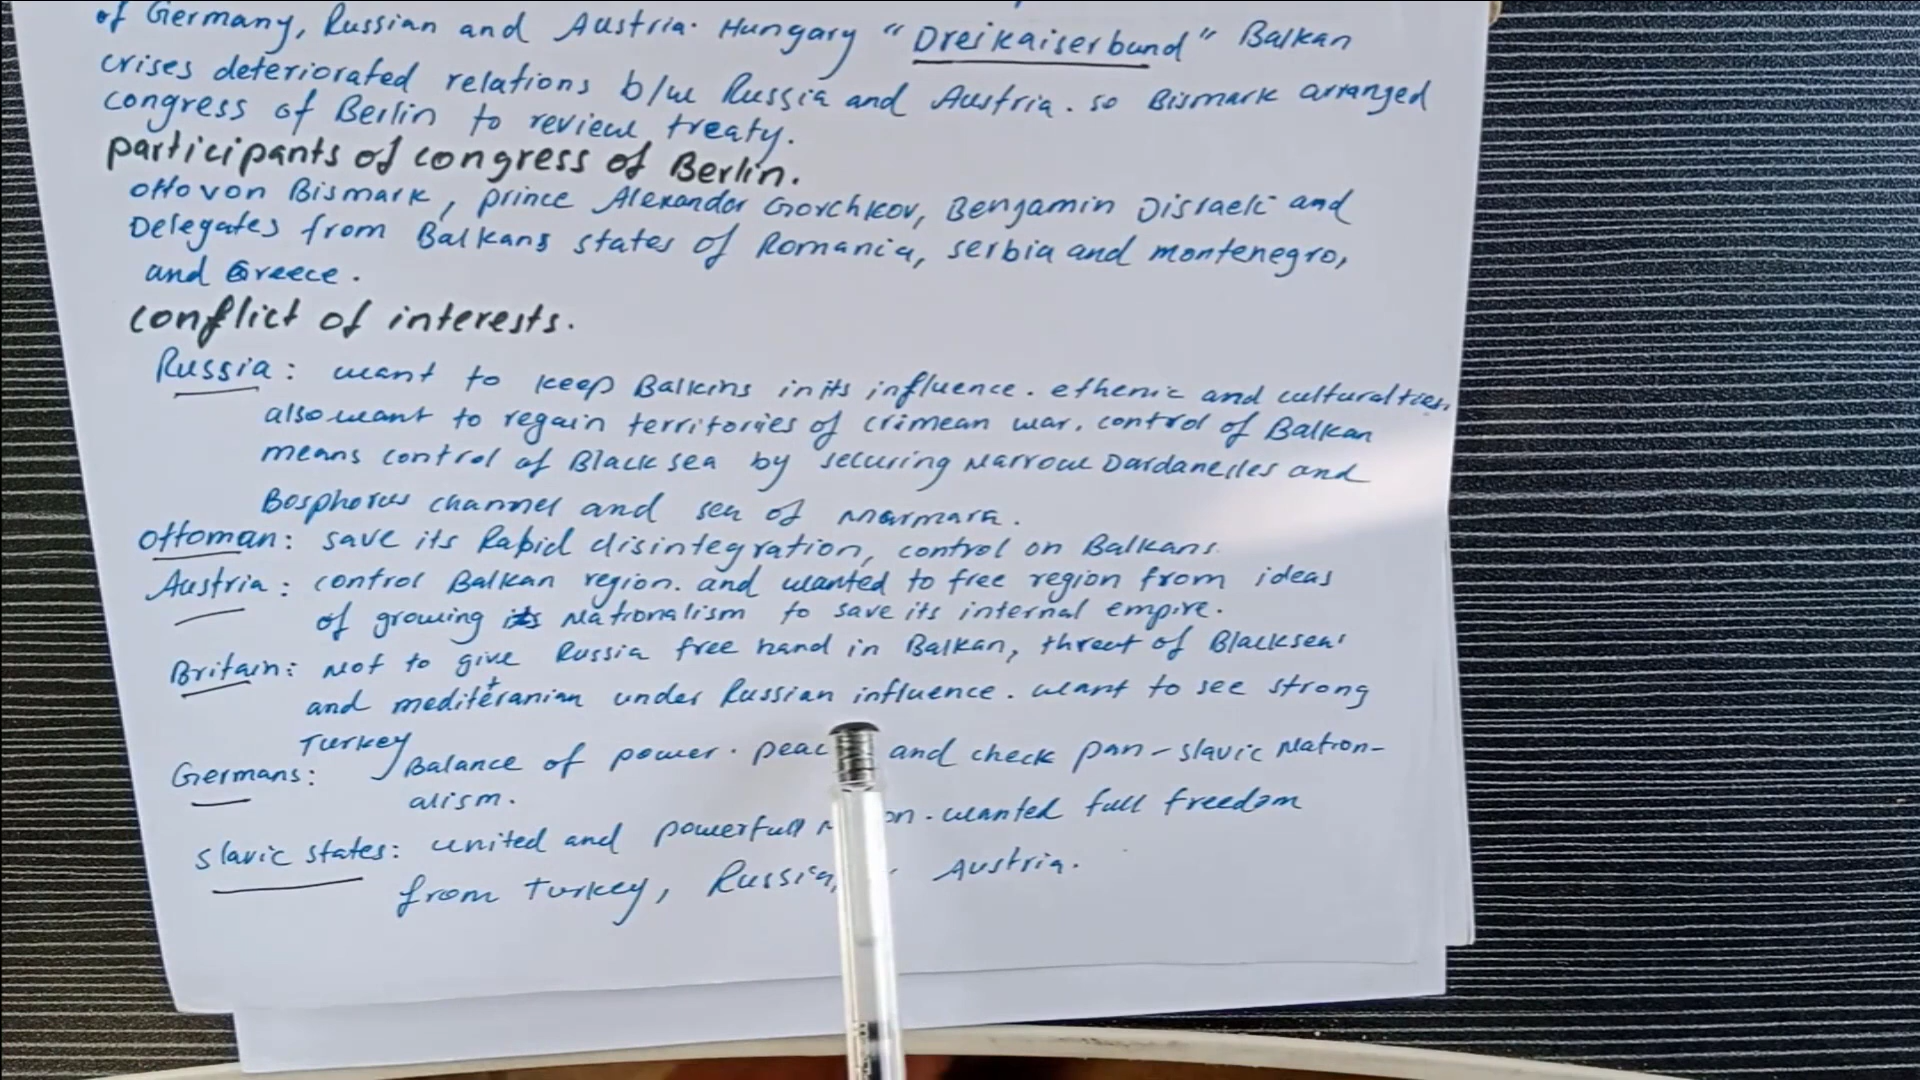 of Germany, Russian and Austria. Hungary "Dreikaiserbund" Balkan
crises deteriorated relations b/w Russia and Austria. so Bismark arranged
congress of Berlin to review treaty.
participants of congress of Berlin.
otto von Bismark, prince Alexander Gorchkov, Bengamin Disraeli and
Delegates from Balkans states of Romania, serbia and montenegro,
and Greece.
conflict of interests.
Russia: want to keep Balkins in its influence. ethenic and cultural ties.
also want to regain territories of crimean war. control of Balkan
means control of Black sea by securing Narrow Dardanelles and
Bosphorus channel and sea of marmara.
Ottoman: save its Rapid disintegration, control on Balkans.
Austria: control Balkan region. and wanted to free region from ideas
of growing Nationalism to save its internal empire.
Britain: Not to give Russia free hand in Balkan, threat of Blacksea
and mediterranian under Russian influence. want to see strong
Turkey
Germans: Balance of power. and check pan-slavic Nation-
alism.
slavic states: united and powerfull wanted full freedom
from Turkey, Russia, Austria.